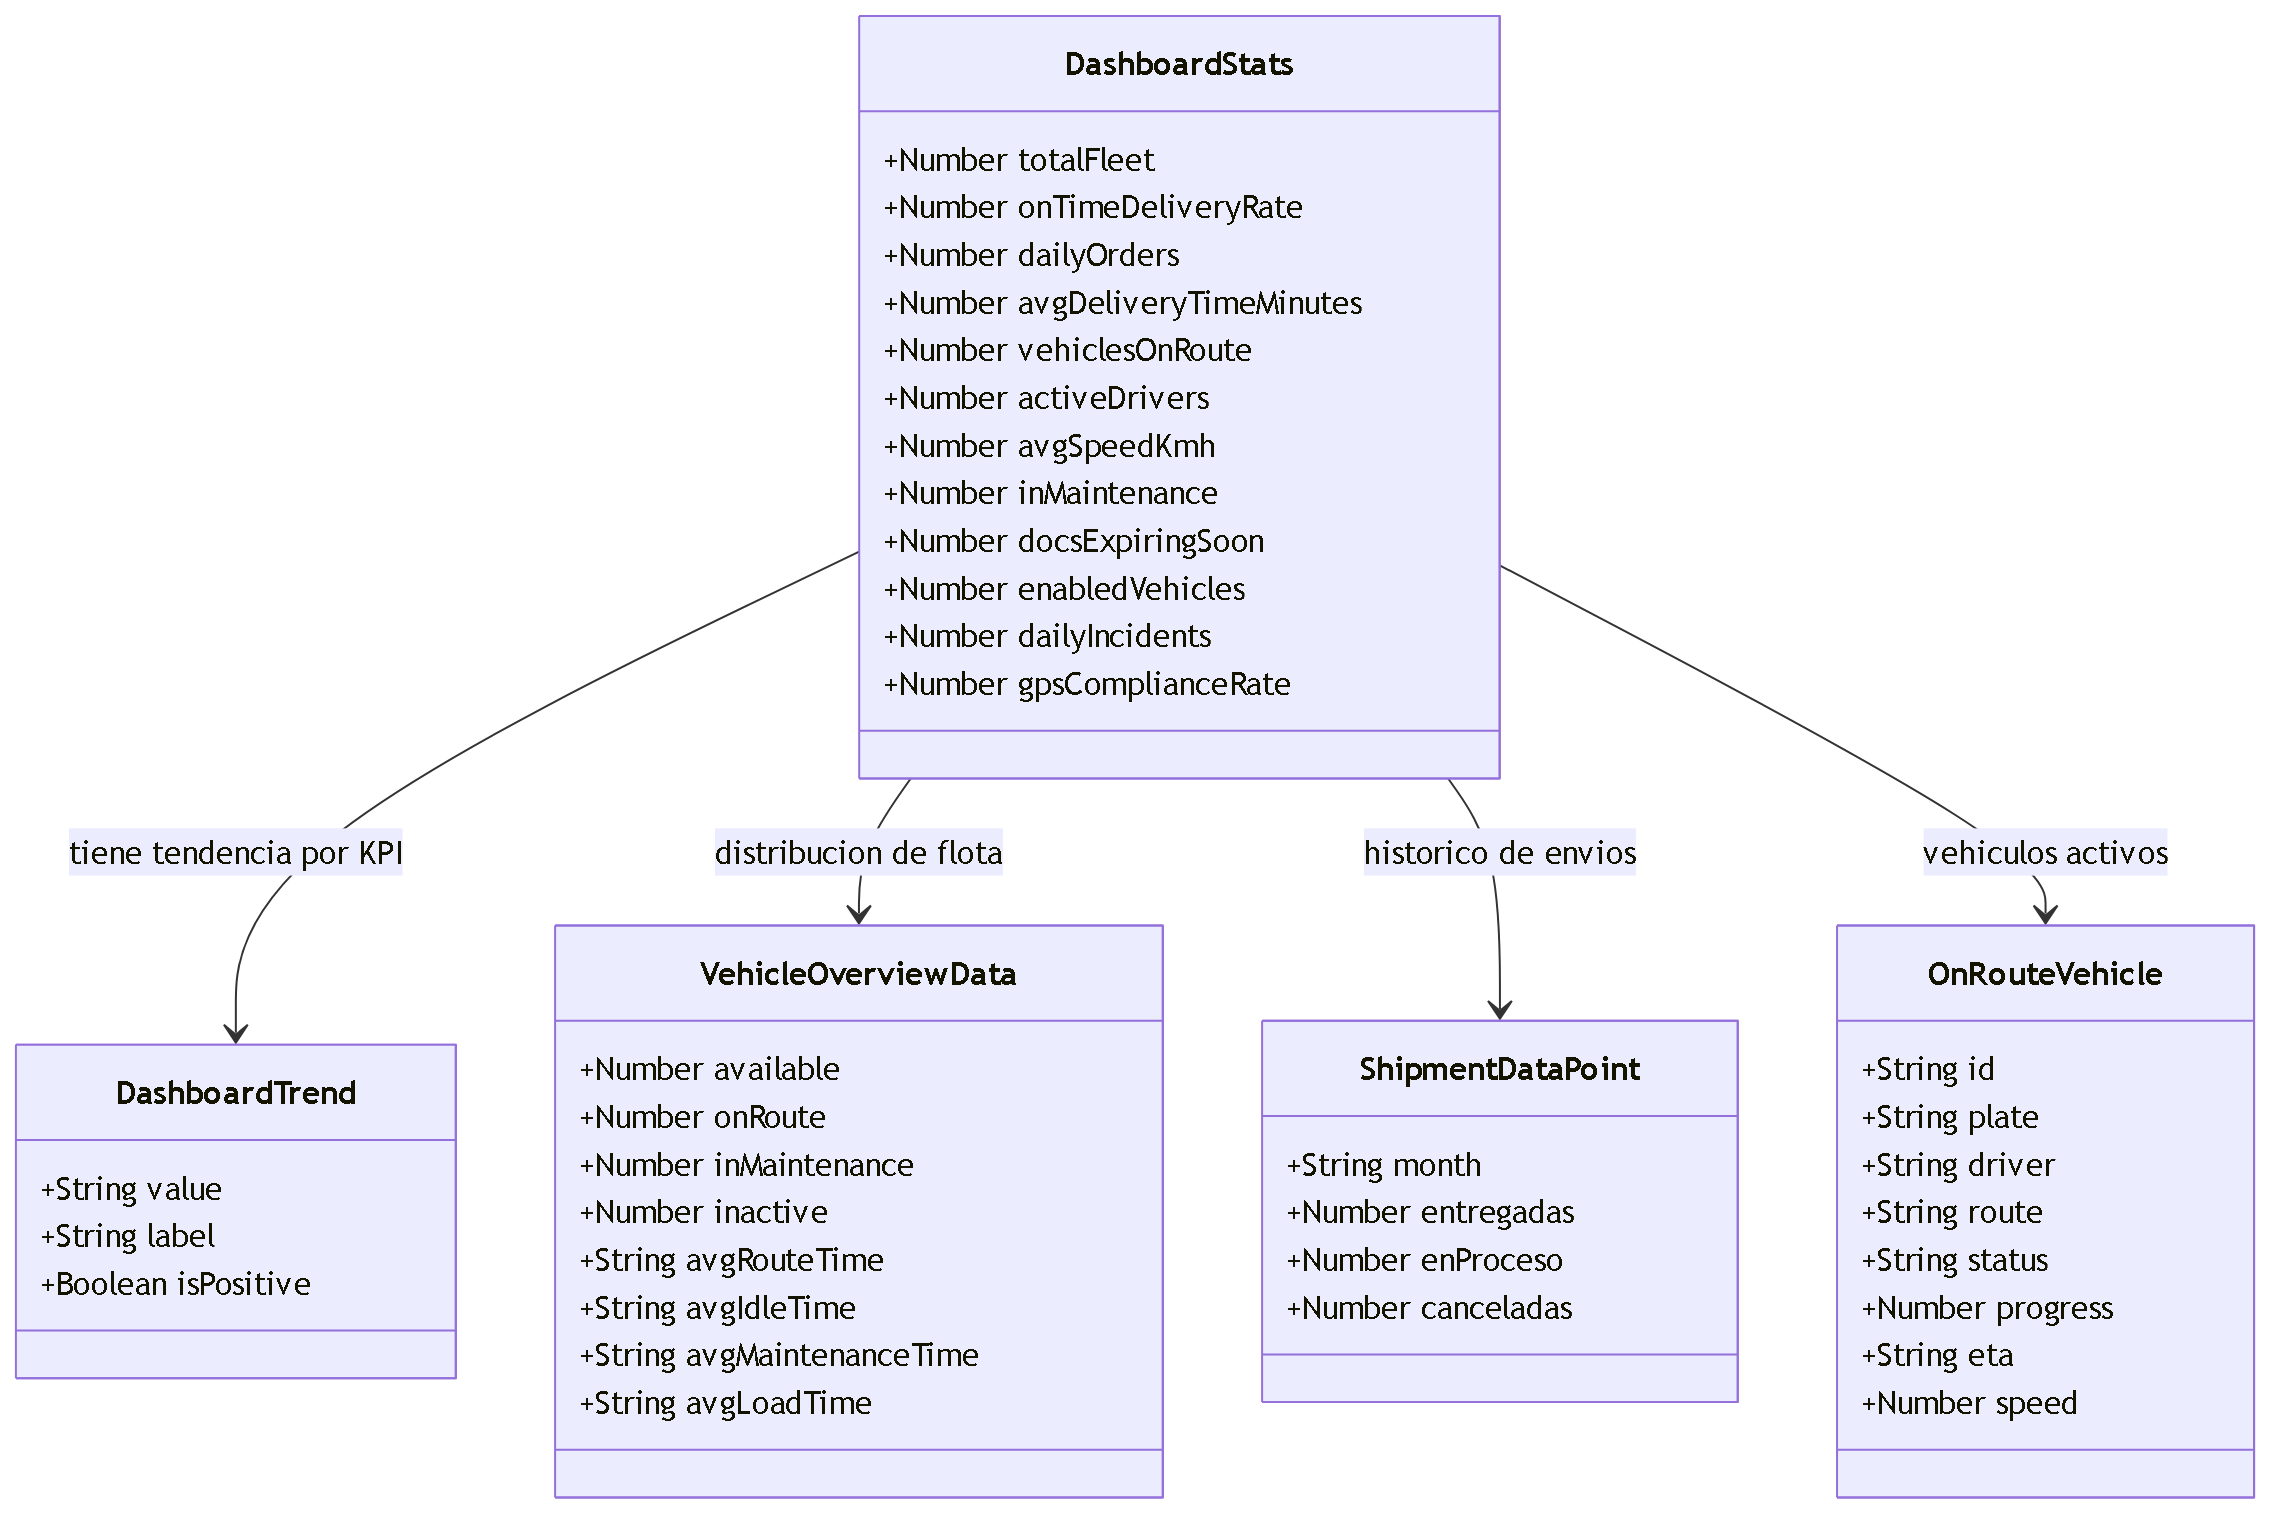 DashboardStats
+Number totalFleet
+Number onTimeDeliveryRate
+Number dailyOrders
+Number avgDeliveryTimeMinutes
+Number vehiclesOnRoute
+Number activeDrivers
+Number avgSpeedKmh
+Number inMaintenance
+Number docsExpiringSoon
+Number enabledVehicles
+Number dailyIncidents
+Number gpsComplianceRate
tiene tendencia por KPI
distribucion de flota
historico de envios
vehiculos activos
DashboardTrend
+String value
+String label
+Boolean isPositive
VehicleOverviewData
+Number available
+Number onRoute
+Number inMaintenance
+Number inactive
+String avgRouteTime
+String avgIdleTime
+String avgMaintenanceTime
+String avgLoadTime
ShipmentDataPoint
+String month
+Number entregadas
+Number enProceso
+Number canceladas
OnRouteVehicle
+String id
+String plate
+String driver
+String route
+String status
+Number progress
+String eta
+Number speed